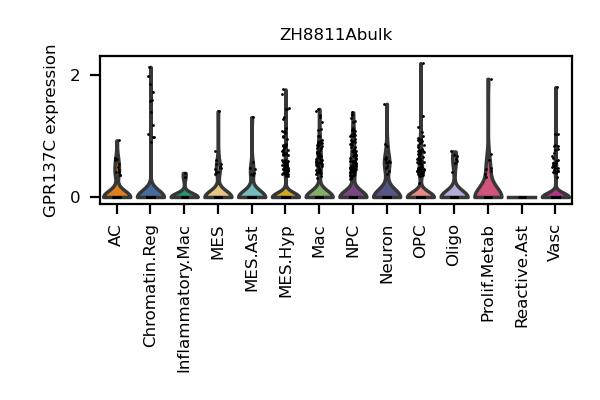 ZH8811Abulk
GPR137C expression
2
0
AC
Chromatin.Reg
Inflammatory.Mac
MES
MES.Ast
MES.Hyp
Mac
NPC
Neuron
OPC
Oligo
Prolif.Metab
Reactive.Ast
Vasc